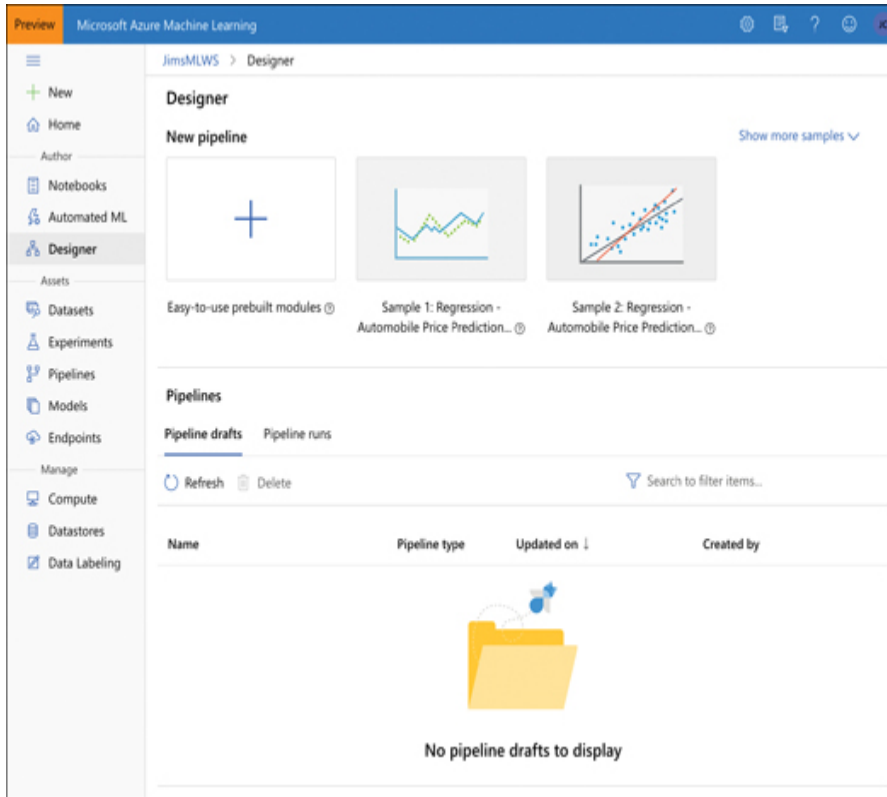 Preview Microsoft Azure Machine Learning
JimsMLWS > Designer
New
Home
Author
Notebooks
Automated ML
Designer
Assets
Datasets
Experiments
Pipelines
Models
Endpoints
Manage
Compute
Datastores
Data Labeling
Designer
New pipeline
Show more samples
Easy-to-use prebuilt modules
Sample 1: Regression -
Automobile Price Prediction...
Sample 2: Regression -
Automobile Price Prediction...
Pipelines
Pipeline drafts Pipeline runs
Refresh Delete
Search to filter items...
Name Pipeline type Updated on ↓ Created by
No pipeline drafts to display